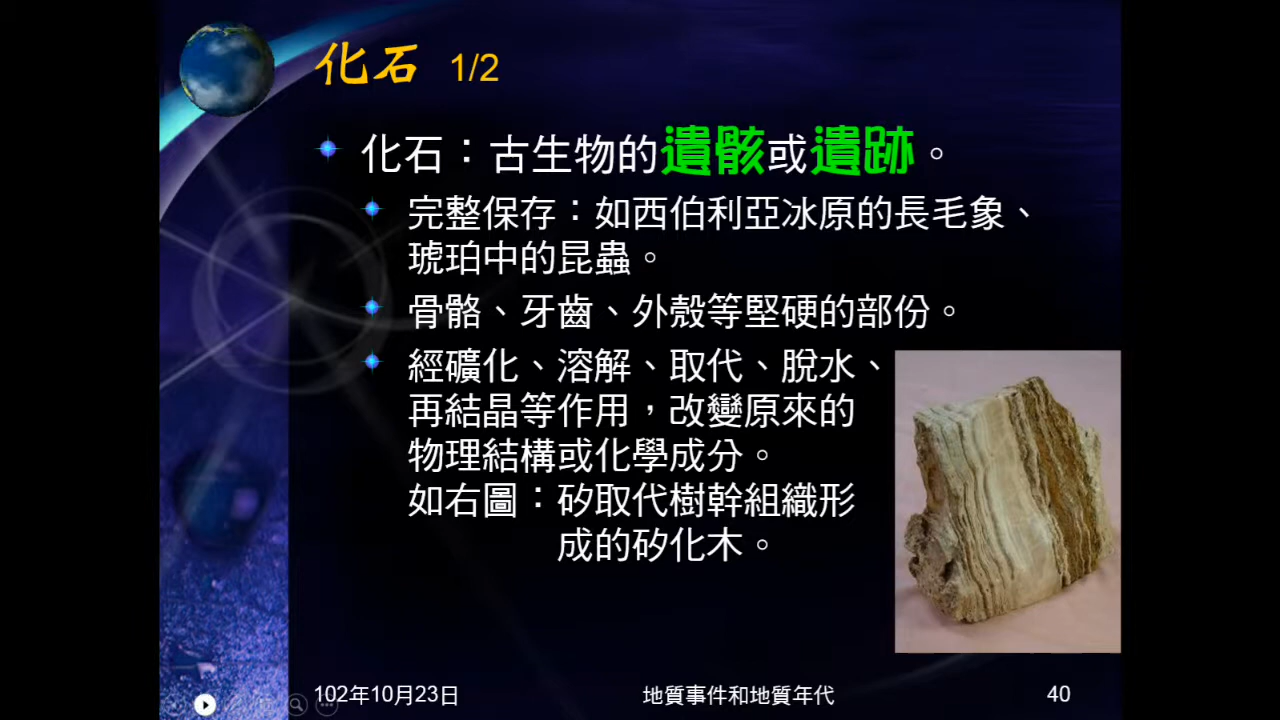 化石 1/2
化石：古生物的遺骸或遺跡。
完整保存：如西伯利亞冰原的長毛象、
琥珀中的昆蟲。
骨骼、牙齒、外殼等堅硬的部份。
經礦化、溶解、取代、脫水、
再結晶等作用，改變原來的
物理結構或化學成分。
如右圖：矽取代樹幹組織形
成的矽化木。
102年10月23日 地質事件和地質年代 40